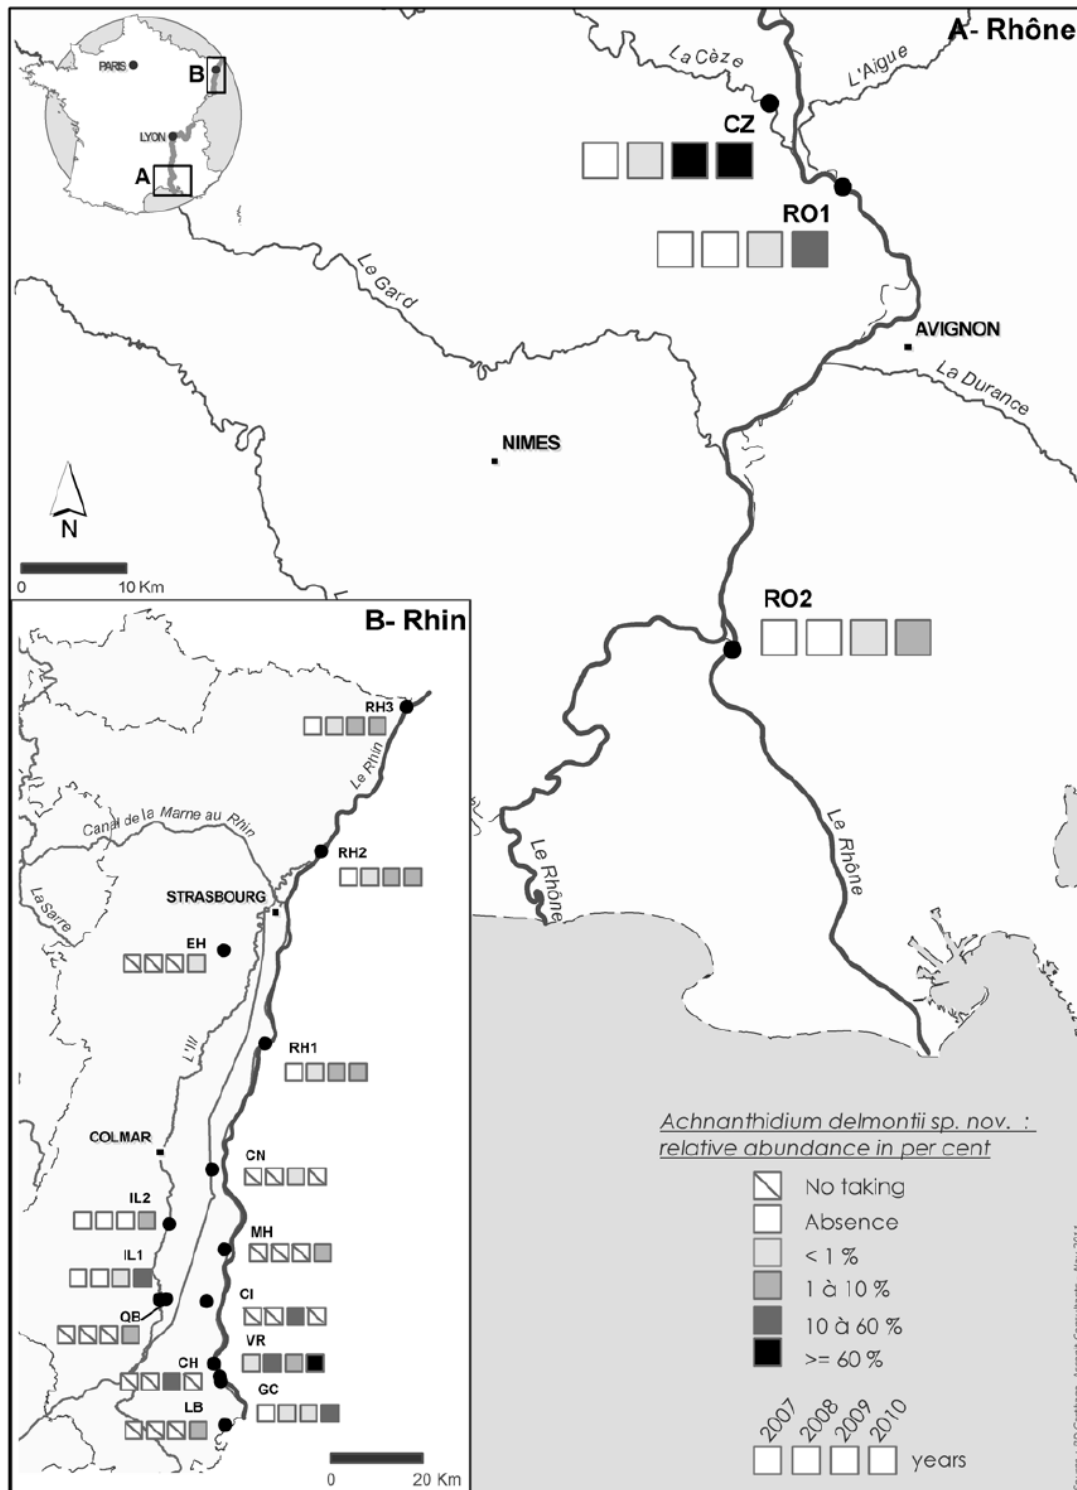 A- Rhône
La Cèze
L'Aigue
PARIS
B
LYON
A
CZ
RO1
Le Gard
AVIGNON
La Durance
NIMES
N
0 10 Km
RO2
Le Rhône
Le Rhône
B- Rhin
RH3
Le Rhin
Canal de la Marne au Rhin
RH2
La Sarre
STRASBOURG
EH
L'Ill
RH1
COLMAR
CN
IL2
MH
IL1
CI
QB
VR
CH
GC
LB
0 20 Km
Achnanthidium delmontii sp. nov. :
relative abundance in per cent
No taking
Absence
< 1 %
1 à 10 %
10 à 60 %
>= 60 %
2007 2008 2009 2010
years